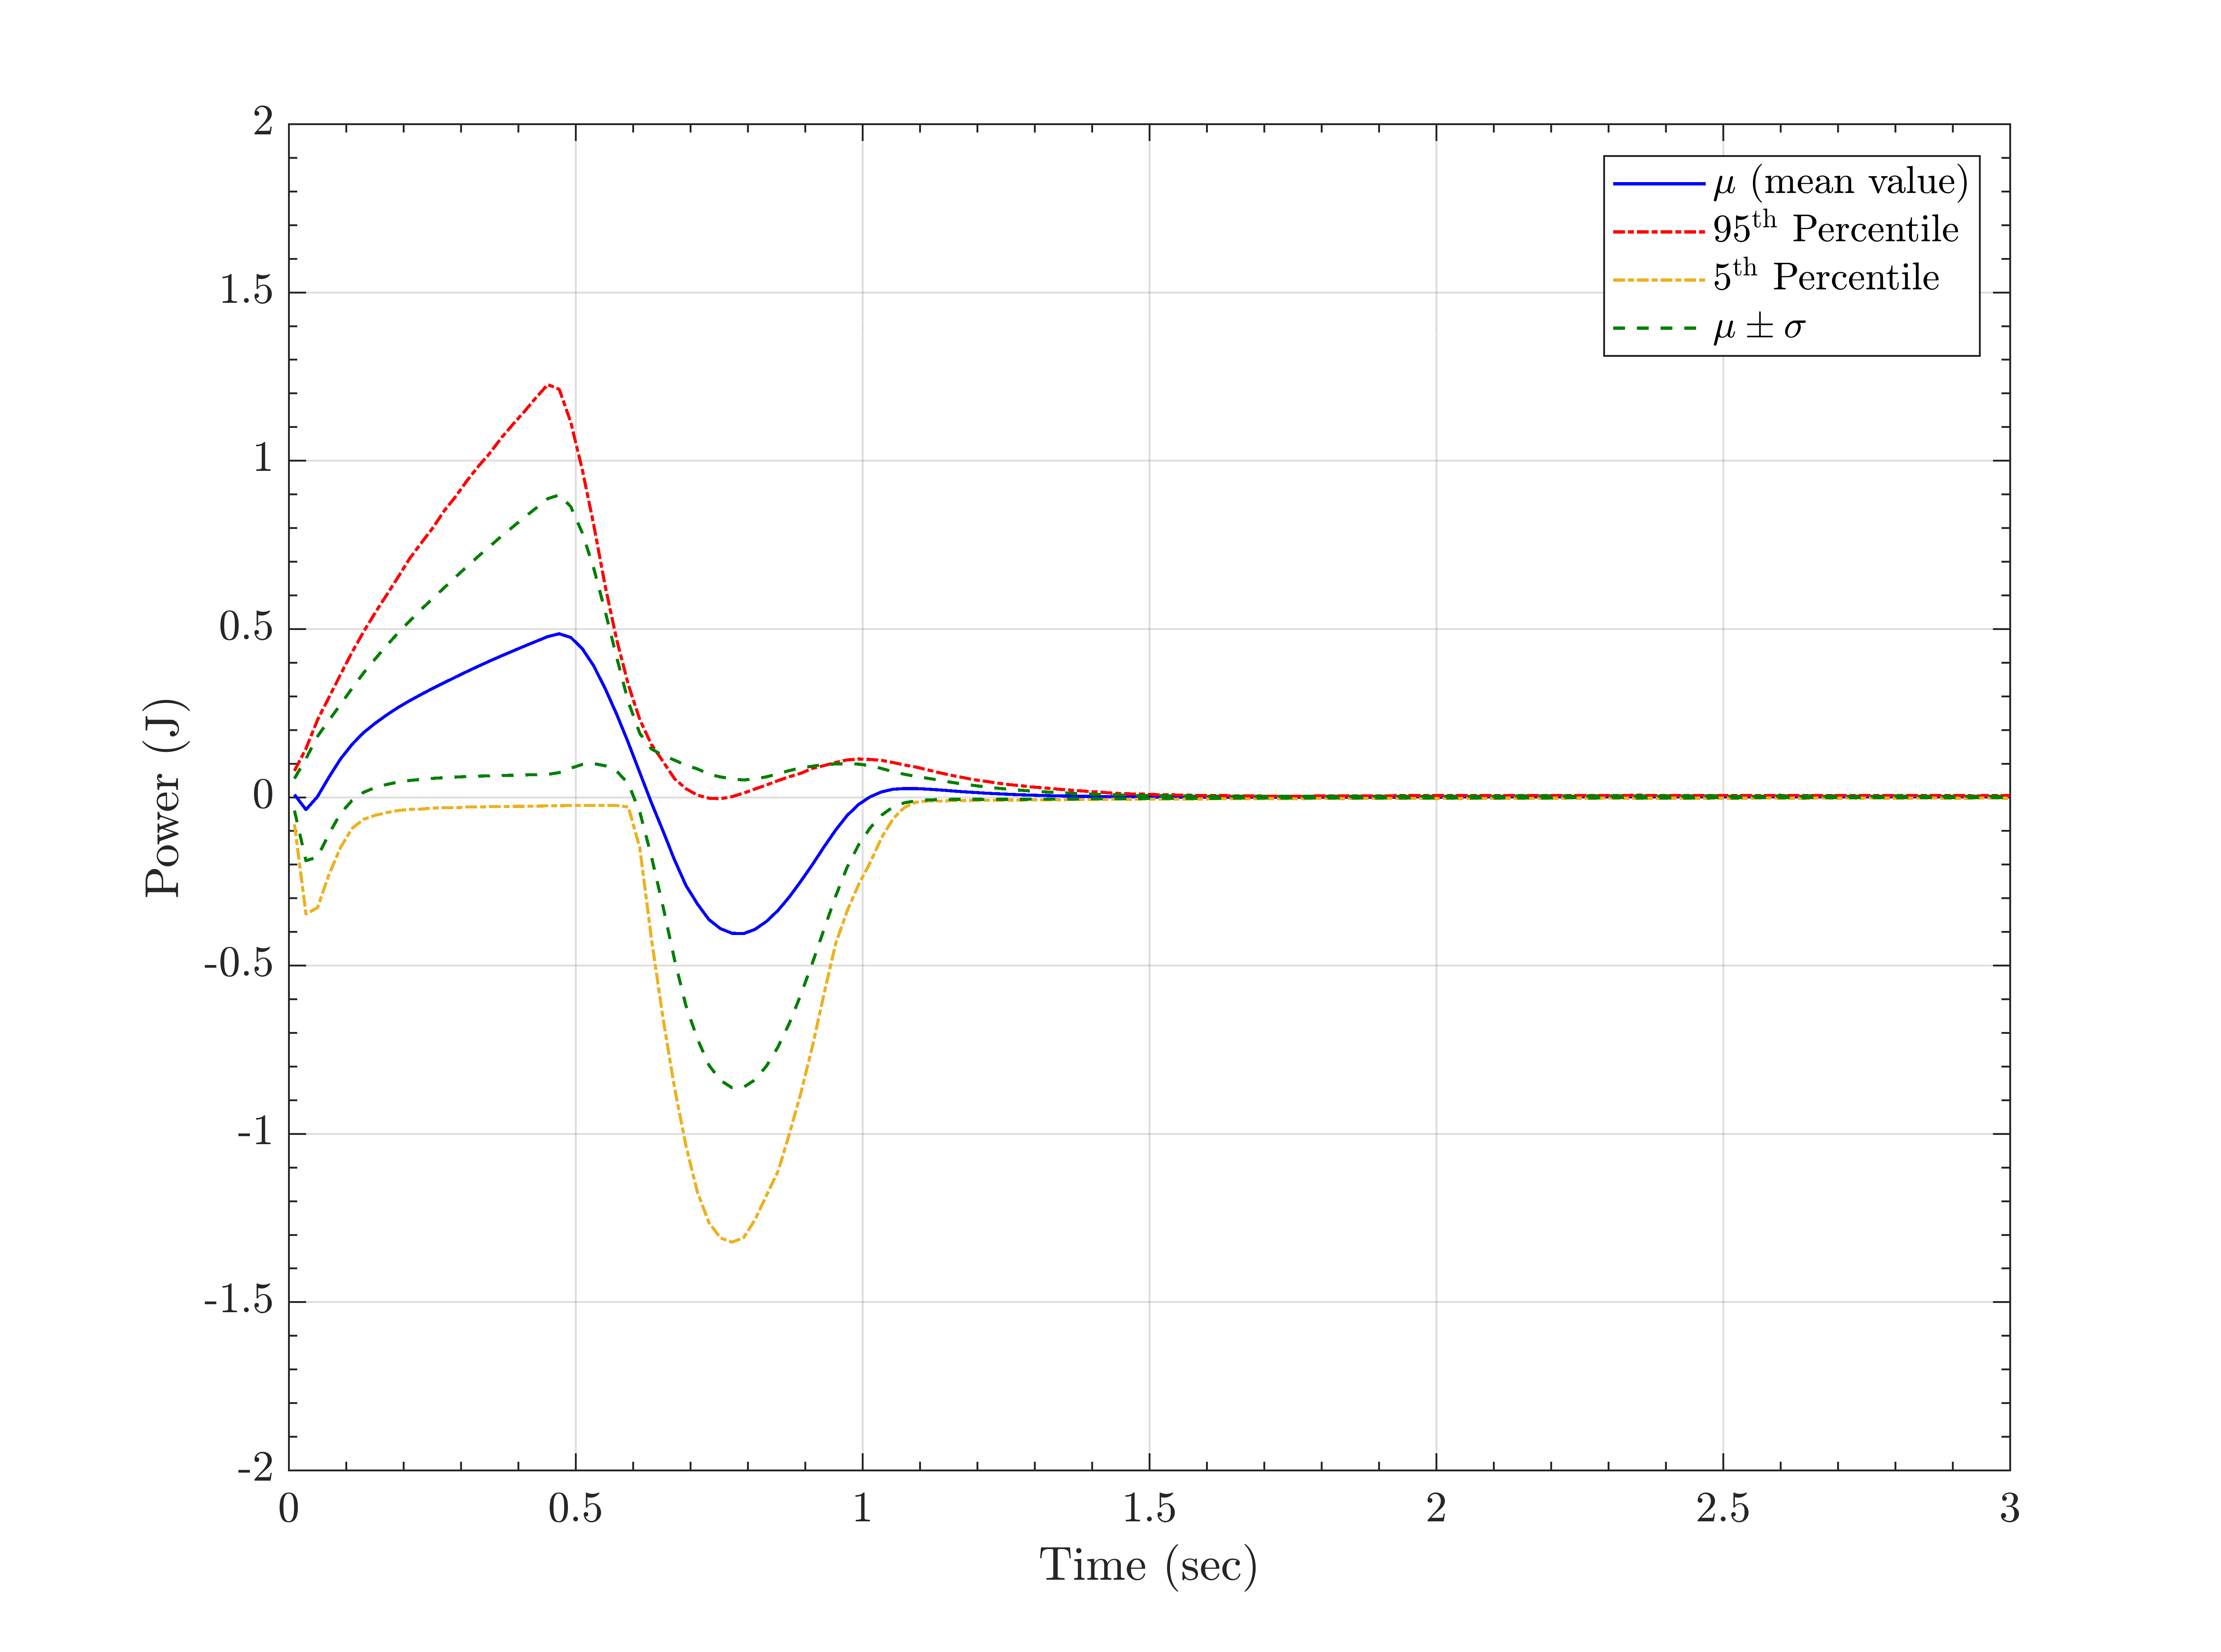 2
1.5
1
0.5
0
-0.5
-1
-1.5
-2
Power (J)
μ (mean value)
95th Percentile
5th Percentile
μ ± σ
0 0.5 1 1.5 2 2.5 3
Time (sec)